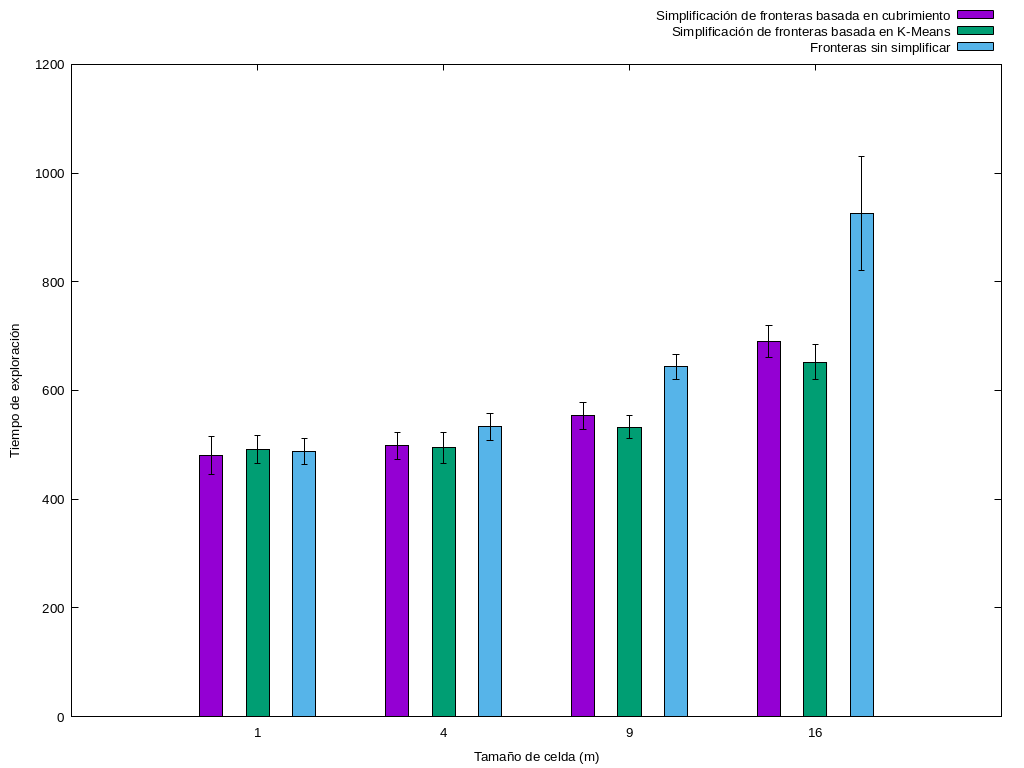 Simplificación de fronteras basada en cubrimiento
Simplificación de fronteras basada en K-Means
Fronteras sin simplificar
1200
1000
800
600
400
200
0
Tiempo de exploración
1 4 9 16
Tamaño de celda (m)